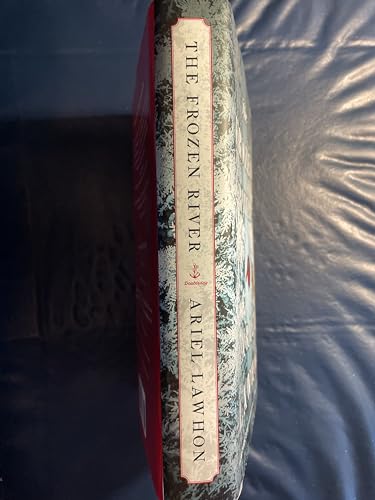 THE FROZEN RIVER
Doubleday
ARIEL LAWHON